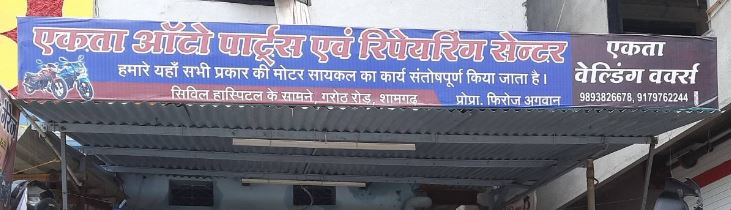 एकता ऑटो पार्ट्स एवं रिपेयरिंग सेन्टर
हमारे यहाँ सभी प्रकार की मोटर सायकल का कार्य संतोषपूर्ण किया जाता है।
सिविल हास्पिटल के सामने, गरोठ रोड़, शामगढ़
प्रोप्रा. फिरोज अगवान
एकता
वेल्डिंग वर्क्स
9893826678, 9179762244